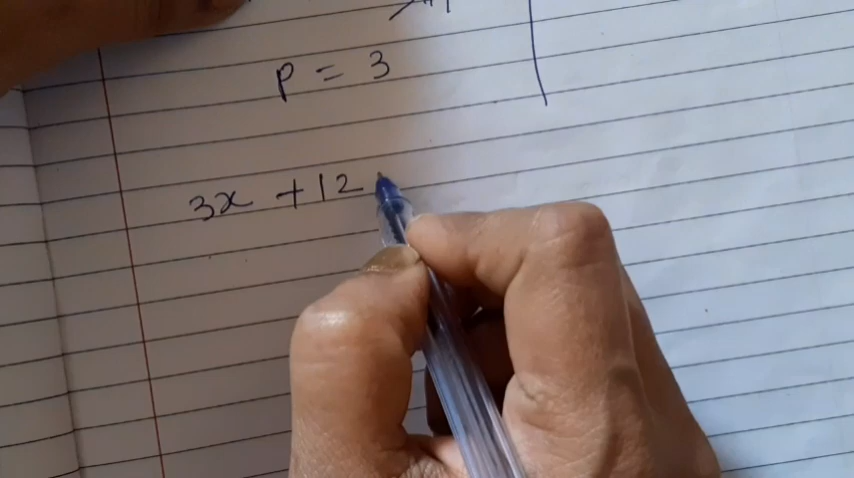 p = 3
3x + 12